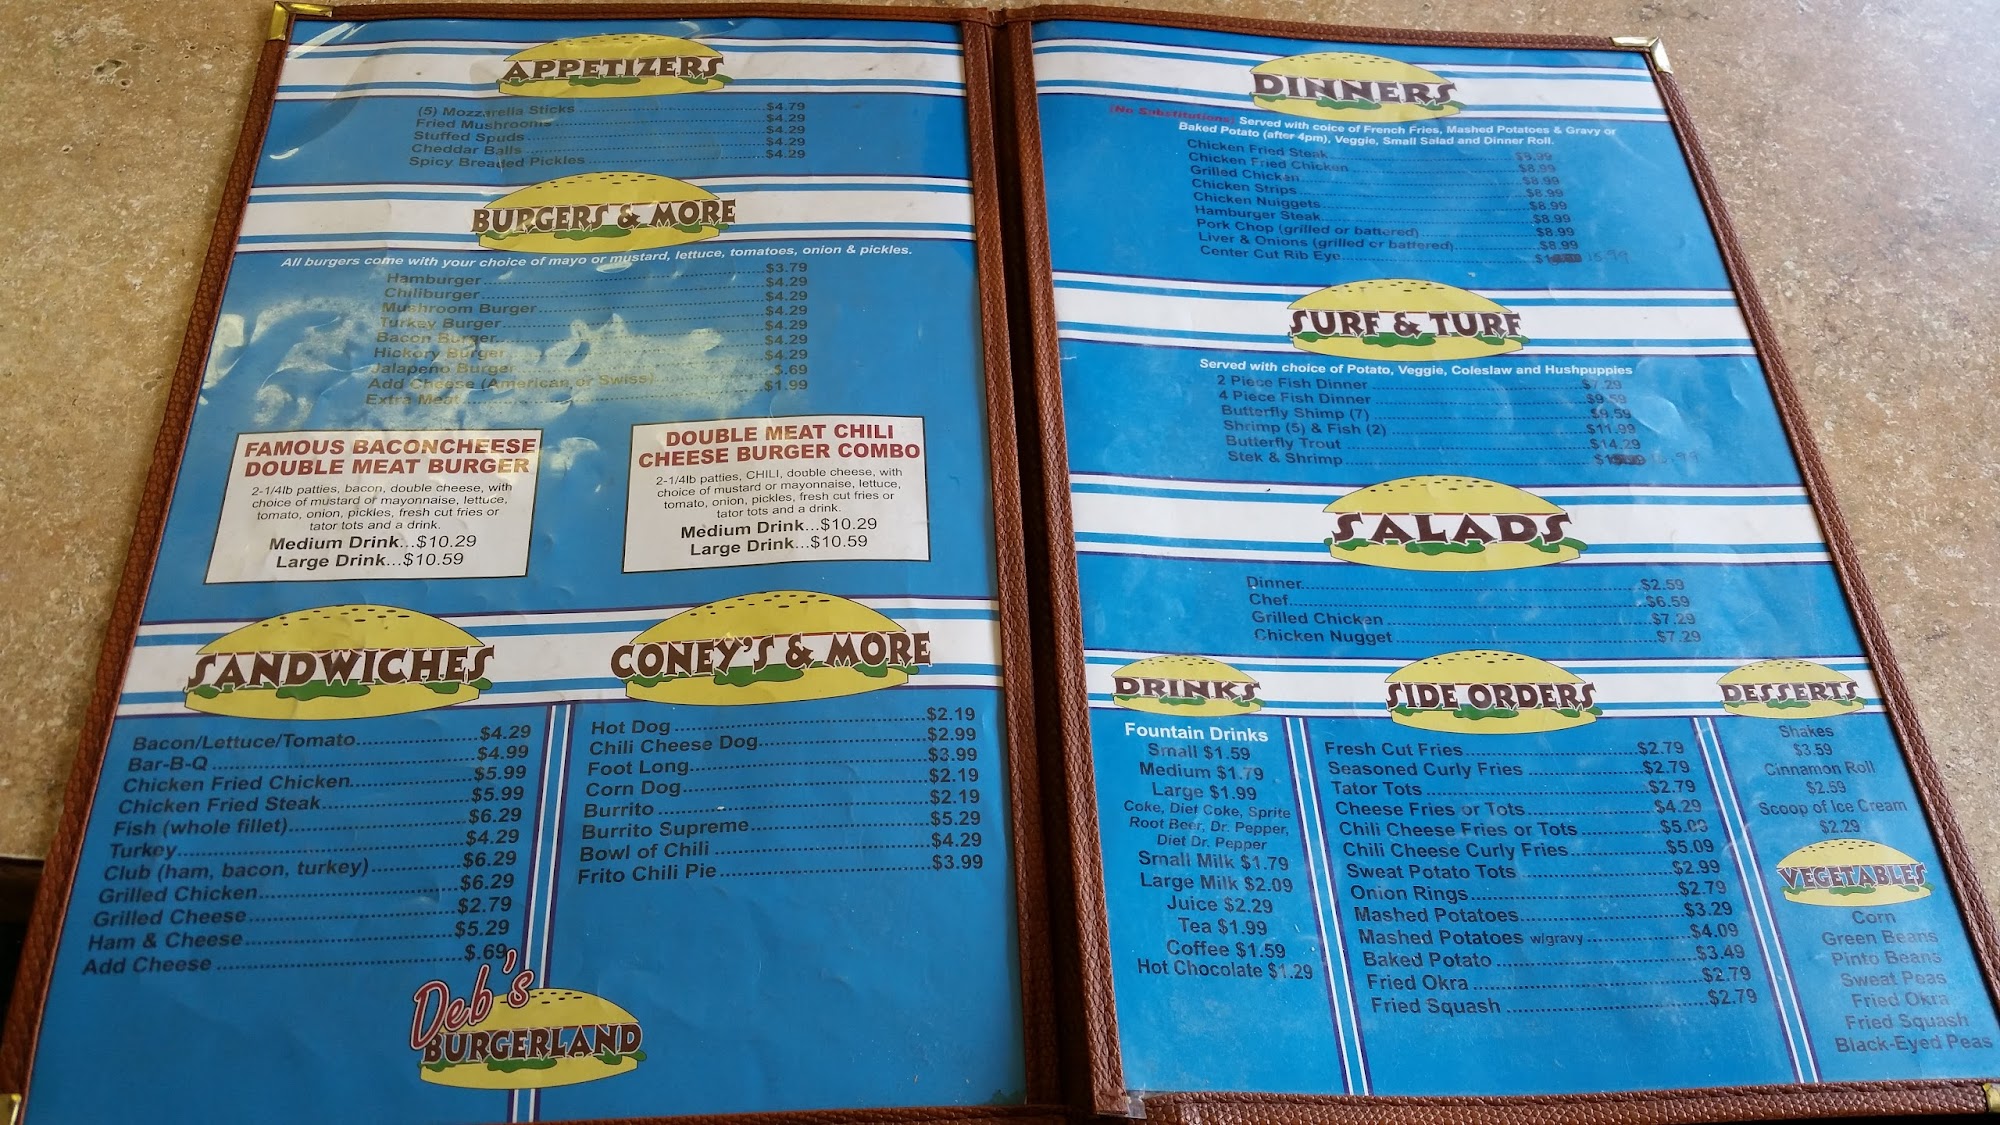 APPETIZERS
(5) Mozzarella Sticks $4.79
Fried Mushrooms $4.29
Stuffed Spuds $4.29
Cheddar Balls $4.29
Spicy Breaded Pickles $4.29
BURGERS & MORE
All burgers come with your choice of mayo or mustard, lettuce, tomatoes, onion & pickles.
Hamburger $3.79
Chiliburger $4.29
Mushroom Burger $4.29
Turkey Burger $4.29
Bacon Burger $4.29
Hickory Burger $4.29
Jalapeño Burger $4.29
Add Cheese (American or Swiss) $.69
Extra Meat $1.99
FAMOUS BACONCHEESE
DOUBLE MEAT BURGER
2-1/4lb patties, bacon, double cheese, with
choice of mustard or mayonnaise, lettuce,
tomato, onion, pickles, fresh cut fries or
tator tots and a drink.
Medium Drink...$10.29
Large Drink...$10.59
DOUBLE MEAT CHILI
CHEESE BURGER COMBO
2-1/4lb patties, CHILI, double cheese, with
choice of mustard or mayonnaise, lettuce,
tomato, onion, pickles, fresh cut fries or
tator tots and a drink.
Medium Drink...$10.29
Large Drink...$10.59
SANDWICHES
Bacon/Lettuce/Tomato $4.29
Bar-B-Q $4.99
Chicken Fried Chicken $5.99
Chicken Fried Steak $5.99
Fish (whole fillet) $6.29
Turkey $4.29
Club (ham, bacon, turkey) $6.29
Grilled Chicken $6.29
Grilled Cheese $2.79
Ham & Cheese $5.29
Add Cheese $.69
CONEY'S & MORE
Hot Dog $2.19
Chili Cheese Dog $2.99
Foot Long $3.99
Corn Dog $2.19
Burrito $2.19
Burrito Supreme $5.29
Bowl of Chili $4.29
Frito Chili Pie $3.99
Deb's
BURGERLAND
DINNERS
(No Substitutions) Served with coice of French Fries, Mashed Potatoes & Gravy or
Baked Potato (after 4pm), Veggie, Small Salad and Dinner Roll.
Chicken Fried Steak $9.99
Chicken Fried Chicken $8.99
Grilled Chicken $8.99
Chicken Strips $8.99
Chicken Nuiggets $8.99
Hamburger Steak $8.99
Pork Chop (grilled or battered) $8.99
Liver & Onions (grilled or battered) $8.99
Center Cut Rib Eye 15.99
SURF & TURF
Served with choice of Potato, Veggie, Coleslaw and Hushpuppies
2 Piece Fish Dinner $7.29
4 Piece Fish Dinner $9.59
Butterfly Shimp (7) $9.59
Shrimp (5) & Fish (2) $11.99
Butterfly Trout $14.29
Stek & Shrimp
SALADS
Dinner $2.59
Chef $6.59
Grilled Chicken $7.29
Chicken Nugget $7.29
DRINKS
Fountain Drinks
Small $1.59
Medium $1.79
Large $1.99
Coke, Diet Coke, Sprite
Root Beer, Dr. Pepper,
Diet Dr. Pepper
Small Milk $1.79
Large Milk $2.09
Juice $2.29
Tea $1.99
Coffee $1.59
Hot Chocolate $1.29
SIDE ORDERS
Fresh Cut Fries $2.79
Seasoned Curly Fries $2.79
Tator Tots $2.79
Cheese Fries or Tots $4.29
Chili Cheese Fries or Tots $5.09
Chili Cheese Curly Fries $5.09
Sweat Potato Tots $2.99
Onion Rings $2.79
Mashed Potatoes $3.29
Mashed Potatoes w/gravy $4.09
Baked Potato $3.49
Fried Okra $2.79
Fried Squash $2.79
DESSERTS
Shakes
$3.59
Cinnamon Roll
$2.59
Scoop of Ice Cream
$2.29
VEGETABLES
Corn
Green Beans
Pinto Beans
Sweat Peas
Fried Okra
Fried Squash
Black-Eyed Peas